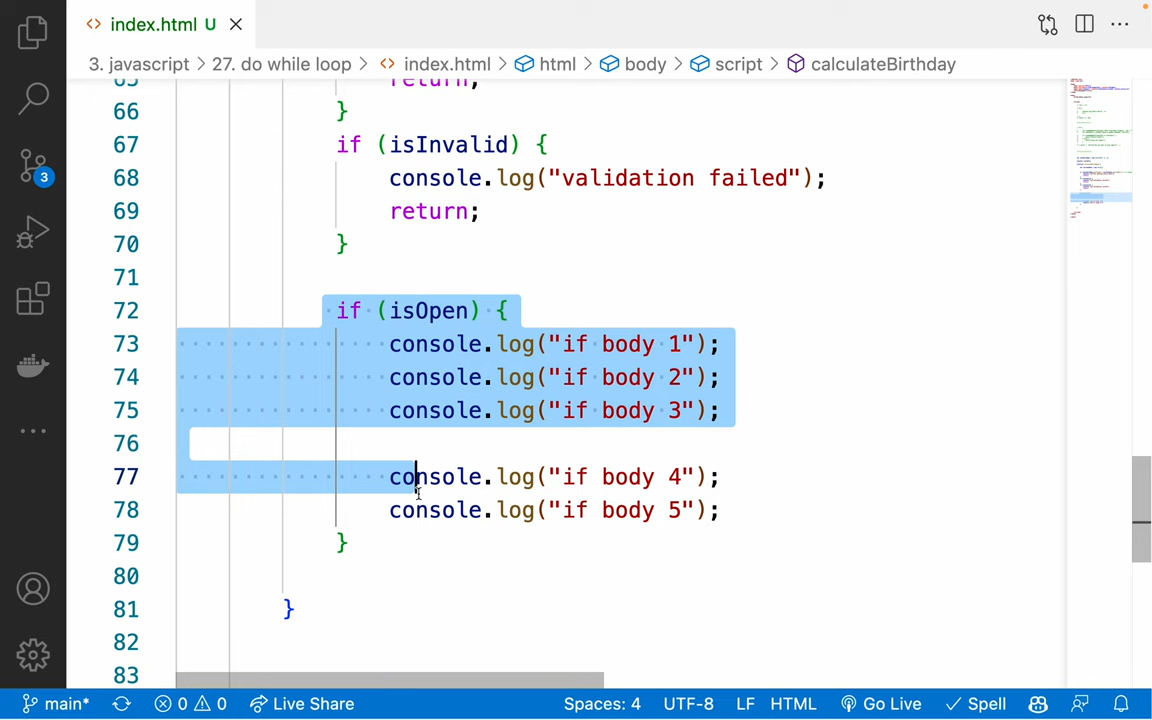 index.html U
3. javascript > 27. do while loop > index.html > html > body > script > calculateBirthday
65 return;
66 }
67 if (isInvalid) {
68 console.log("validation failed");
69 return;
70 }
71
72 if (isOpen) {
73 console.log("if body 1");
74 console.log("if body 2");
75 console.log("if body 3");
76
77 console.log("if body 4");
78 console.log("if body 5");
79 }
80
81 }
82
83
3
main* 0 0 Live Share Spaces: 4 UTF-8 LF HTML Go Live Spell